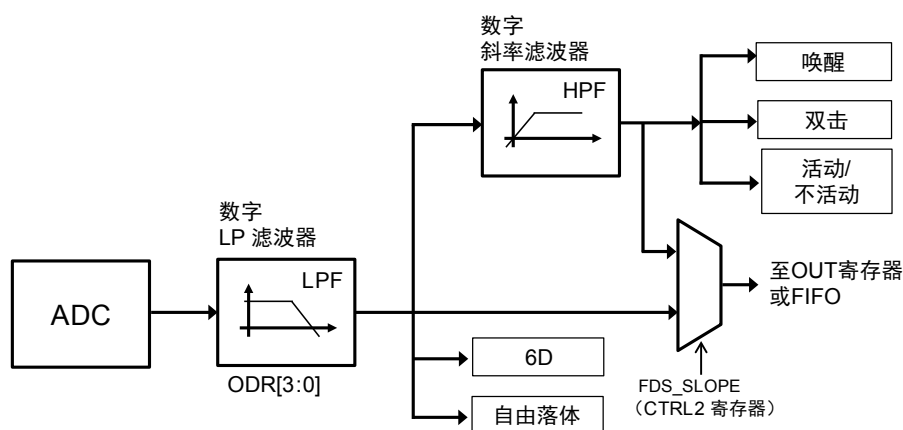 数字
斜率滤波器
HPF
唤醒
双击
活动/
不活动
数字
LP 滤波器
LPF
ADC
ODR[3:0]
6D
自由落体
至OUT寄存器
或FIFO
FDS_SLOPE
（CTRL2 寄存器）